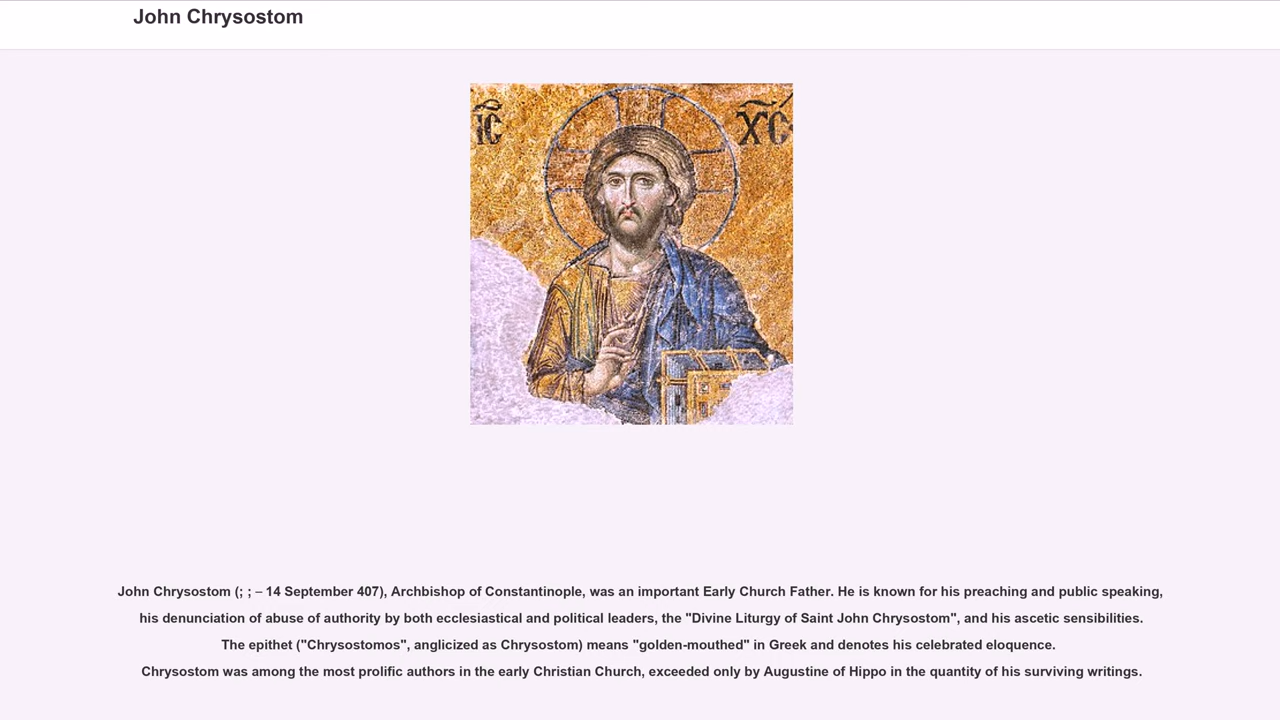 John Chrysostom
ΙC ΧC
John Chrysostom (; ; – 14 September 407), Archbishop of Constantinople, was an important Early Church Father. He is known for his preaching and public speaking,
his denunciation of abuse of authority by both ecclesiastical and political leaders, the "Divine Liturgy of Saint John Chrysostom", and his ascetic sensibilities.
The epithet ("Chrysostomos", anglicized as Chrysostom) means "golden-mouthed" in Greek and denotes his celebrated eloquence.
Chrysostom was among the most prolific authors in the early Christian Church, exceeded only by Augustine of Hippo in the quantity of his surviving writings.